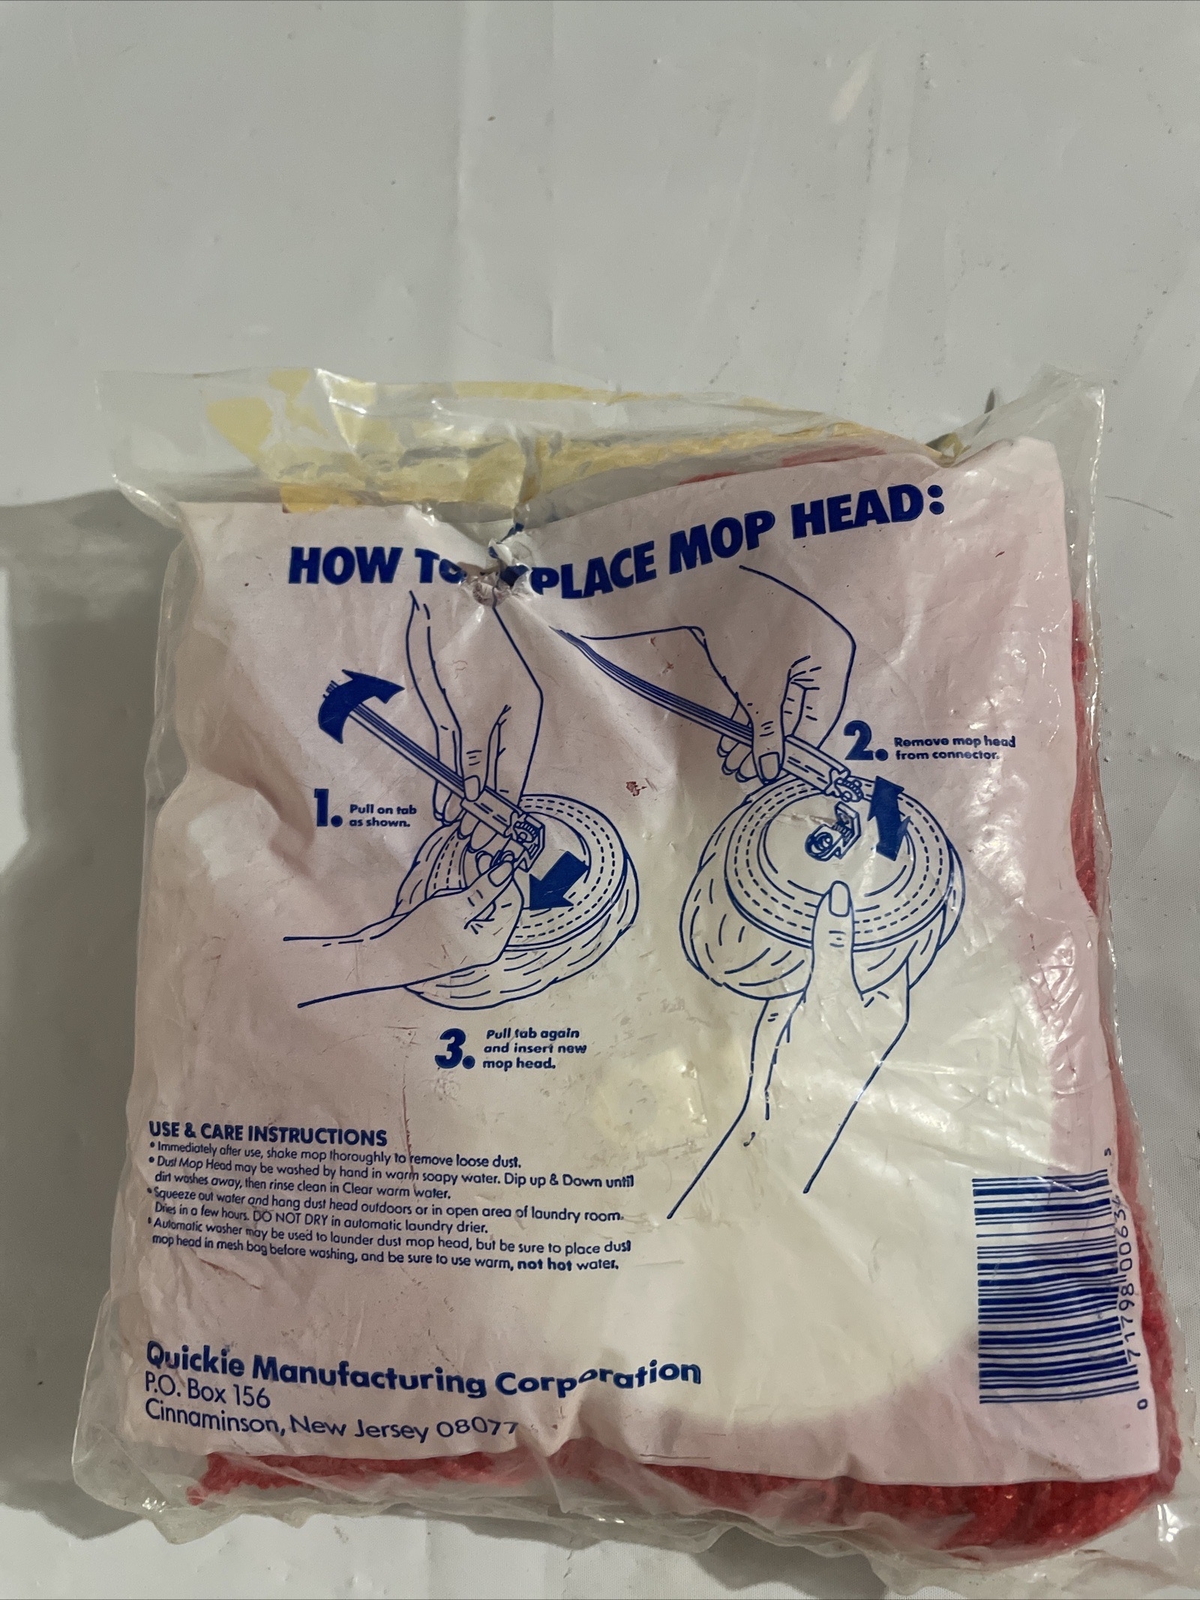 HOW TO PLACE MOP HEAD:
1. Pull on tab
as shown.
2. Remove mop head
from connector.
3. Pull tab again
and insert new
mop head.
USE & CARE INSTRUCTIONS
• Immediately after use, shake mop thoroughly to remove loose dust.
• Dust Mop Head may be washed by hand in warm soapy water. Dip up & Down until
dirt washes away, then rinse clean in Clear warm water.
• Squeeze out water and hang dust head outdoors or in open area of laundry room.
Dries in a few hours. DO NOT DRY in automatic laundry drier.
• Automatic washer may be used to launder dust mop head, but be sure to place dust
mop head in mesh bag before washing, and be sure to use warm, not hot water.
Quickie Manufacturing Corporation
P.O. Box 156
Cinnaminson, New Jersey 08077
0 71798 00634 5